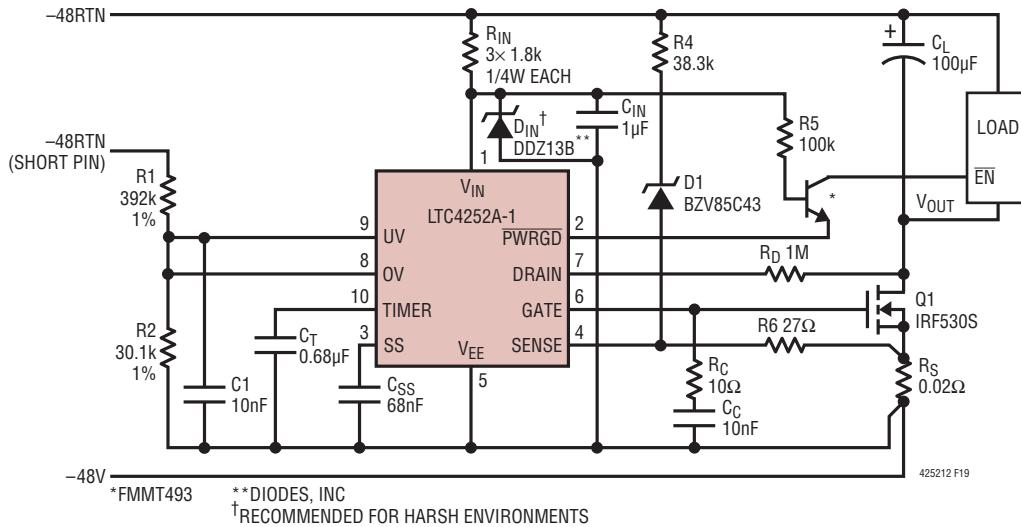 −48RTN
RIN
3× 1.8k
1/4W EACH
R4
38.3k
+
CL
100µF
DIN†
DDZ13B**
CIN
1µF
R5
100k
LOAD
EN
−48RTN
(SHORT PIN)
R1
392k
1%
1
VIN
LTC4252A-1
D1
BZV85C43
*
VOUT
9
UV
PWRGD
2
8
OV
DRAIN
7
RD 1M
10
TIMER
GATE
6
Q1
IRF530S
R2
30.1k
1%
CT
0.68µF
3
SS
VEE
SENSE
4
R6 27Ω
5
C1
10nF
CSS
68nF
RC
10Ω
CC
10nF
RS
0.02Ω
−48V
425212 F19
*FMMT493
**DIODES, INC
†RECOMMENDED FOR HARSH ENVIRONMENTS